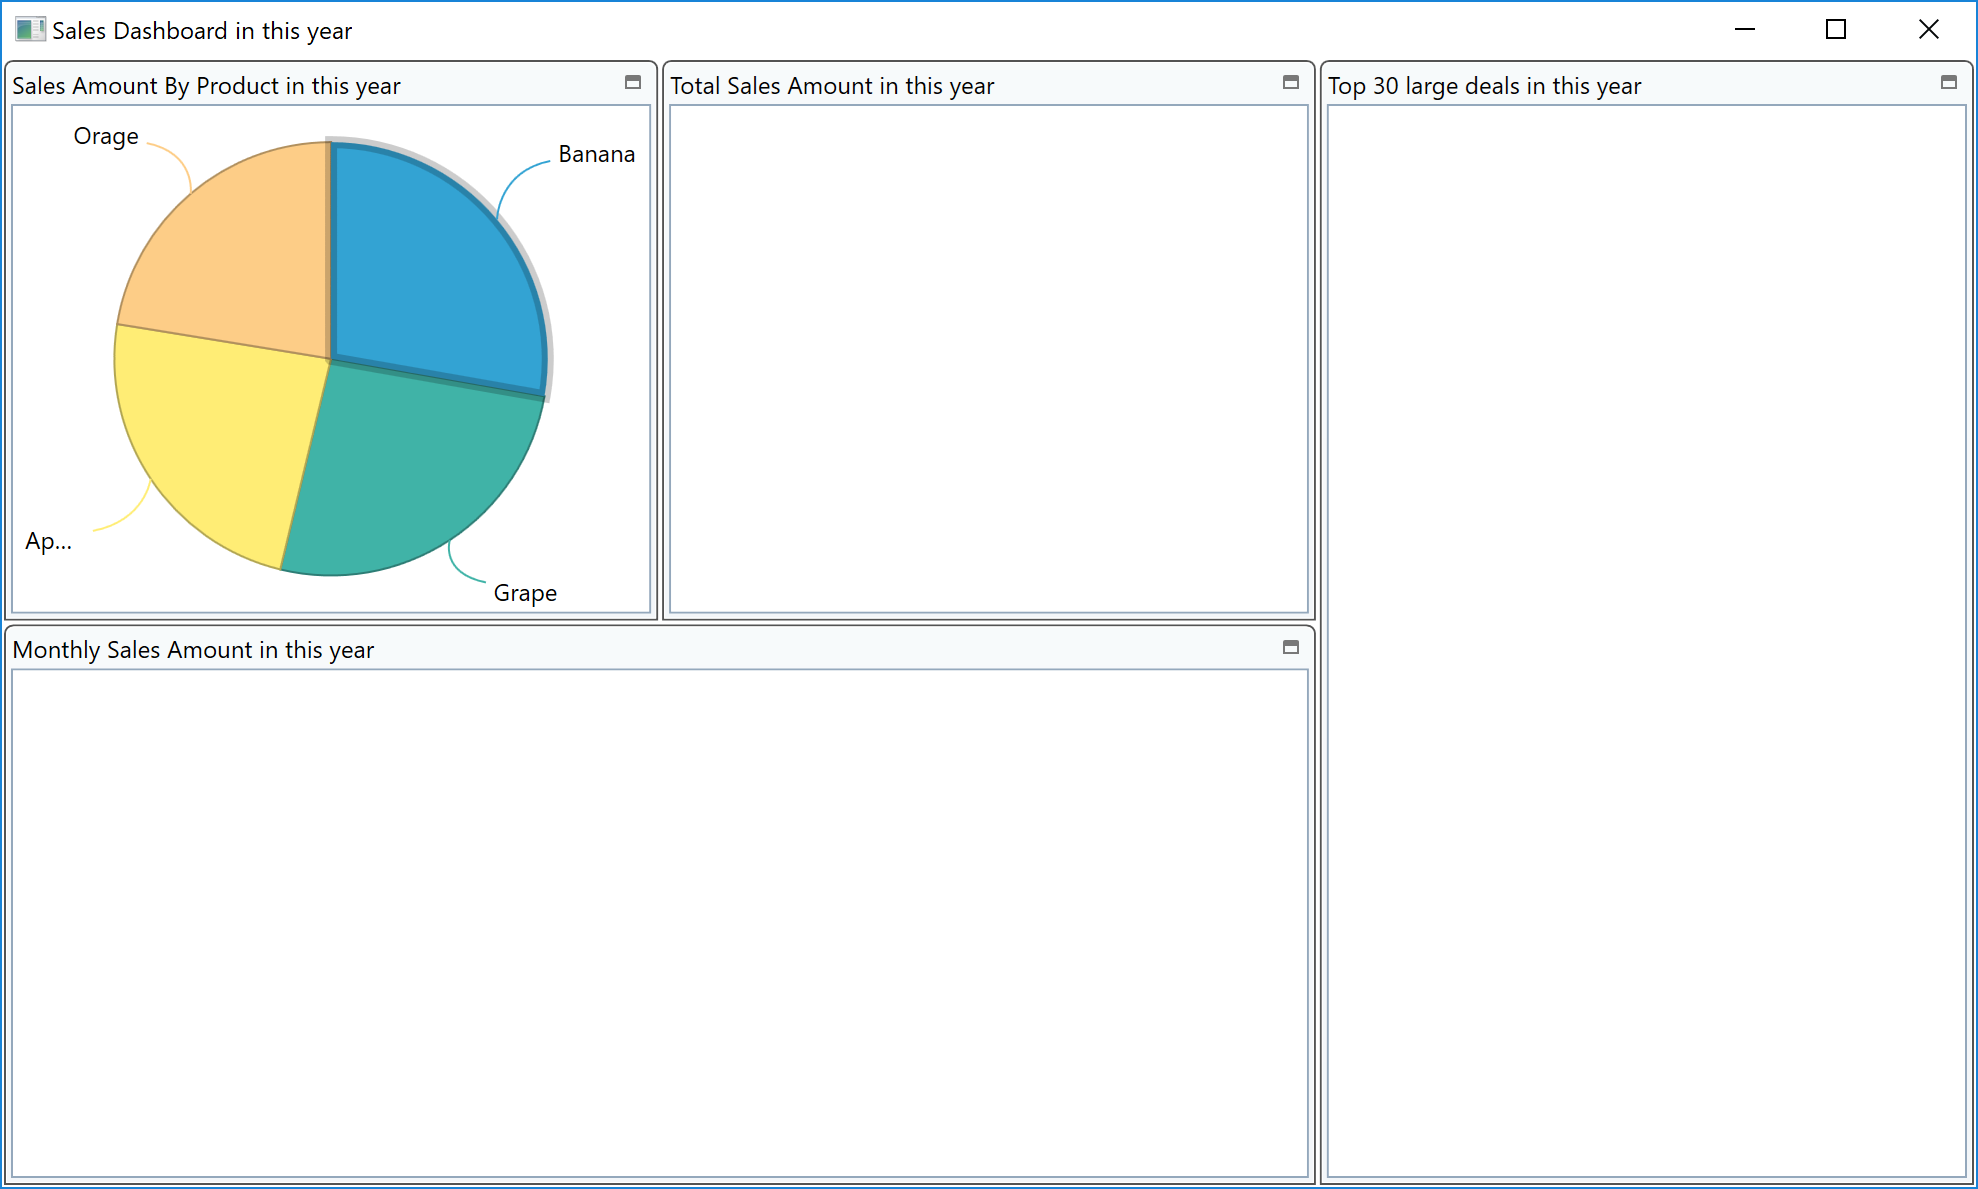 Sales Dashboard in this year
Sales Amount By Product in this year
Orage
Banana
Ap...
Grape
Total Sales Amount in this year
Top 30 large deals in this year
Monthly Sales Amount in this year